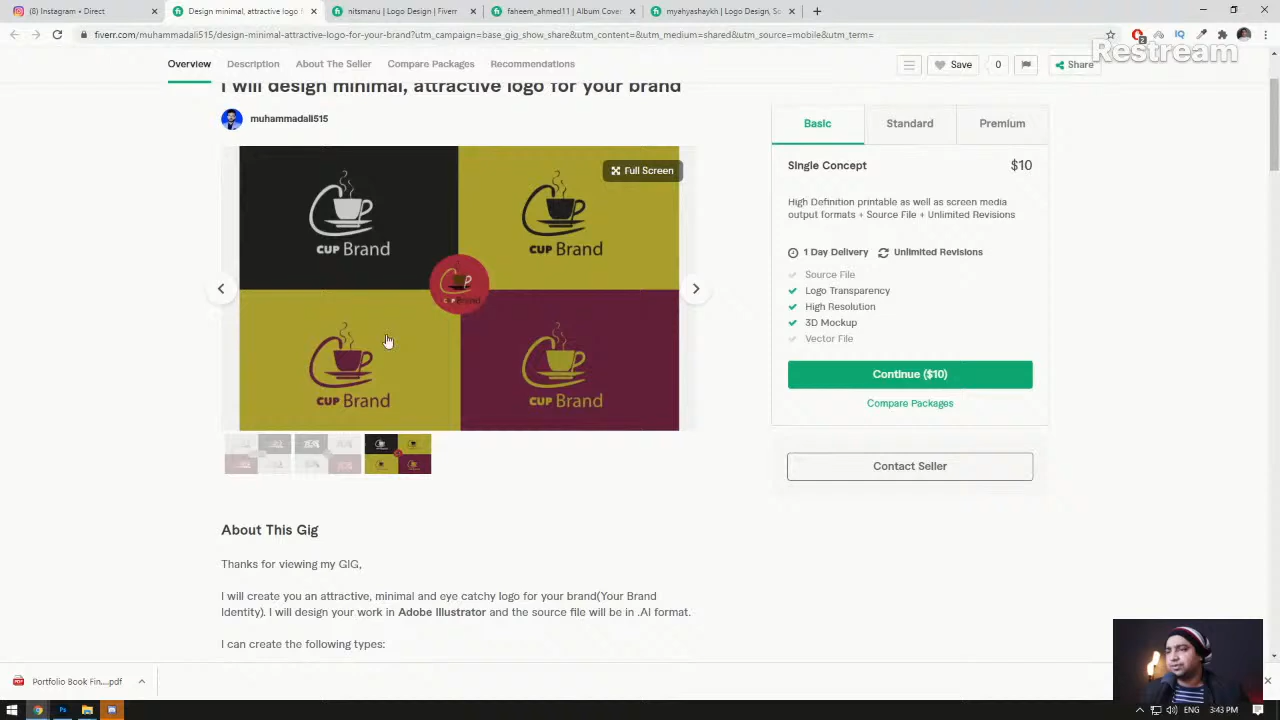 (8) Instagram • Direct
Design minimal, attractive logo
nitsmanu | Logo Design, Fiverr
faheem_ahmed11 | Album Cover
myahyashaykh | Logo Design, So
fiverr.com/muhammadali515/design-minimal-attractive-logo-for-your-brand?utm_campaign=base_gig_show_share&utm_content=&utm_medium=shared&utm_source=mobile&utm_term=
Restream
Overview
Description
About The Seller
Compare Packages
Recommendations
Save
0
Share
I will design minimal, attractive logo for your brand
muhammadali515
Full Screen
CUP Brand
CUP Brand
CUP Brand
CUP Brand
CUP Brand
Basic
Standard
Premium
Single Concept
$10
High Definition printable as well as screen media
output formats + Source File + Unlimited Revisions
1 Day Delivery
Unlimited Revisions
Source File
Logo Transparency
High Resolution
3D Mockup
Vector File
Continue ($10)
Compare Packages
Contact Seller
About This Gig
Thanks for viewing my GIG,
I will create you an attractive, minimal and eye catchy logo for your brand(Your Brand
Identity). I will design your work in Adobe Illustrator and the source file will be in .AI format.
I can create the following types:
Portfolio Book Fin....pdf
ENG
3:43 PM